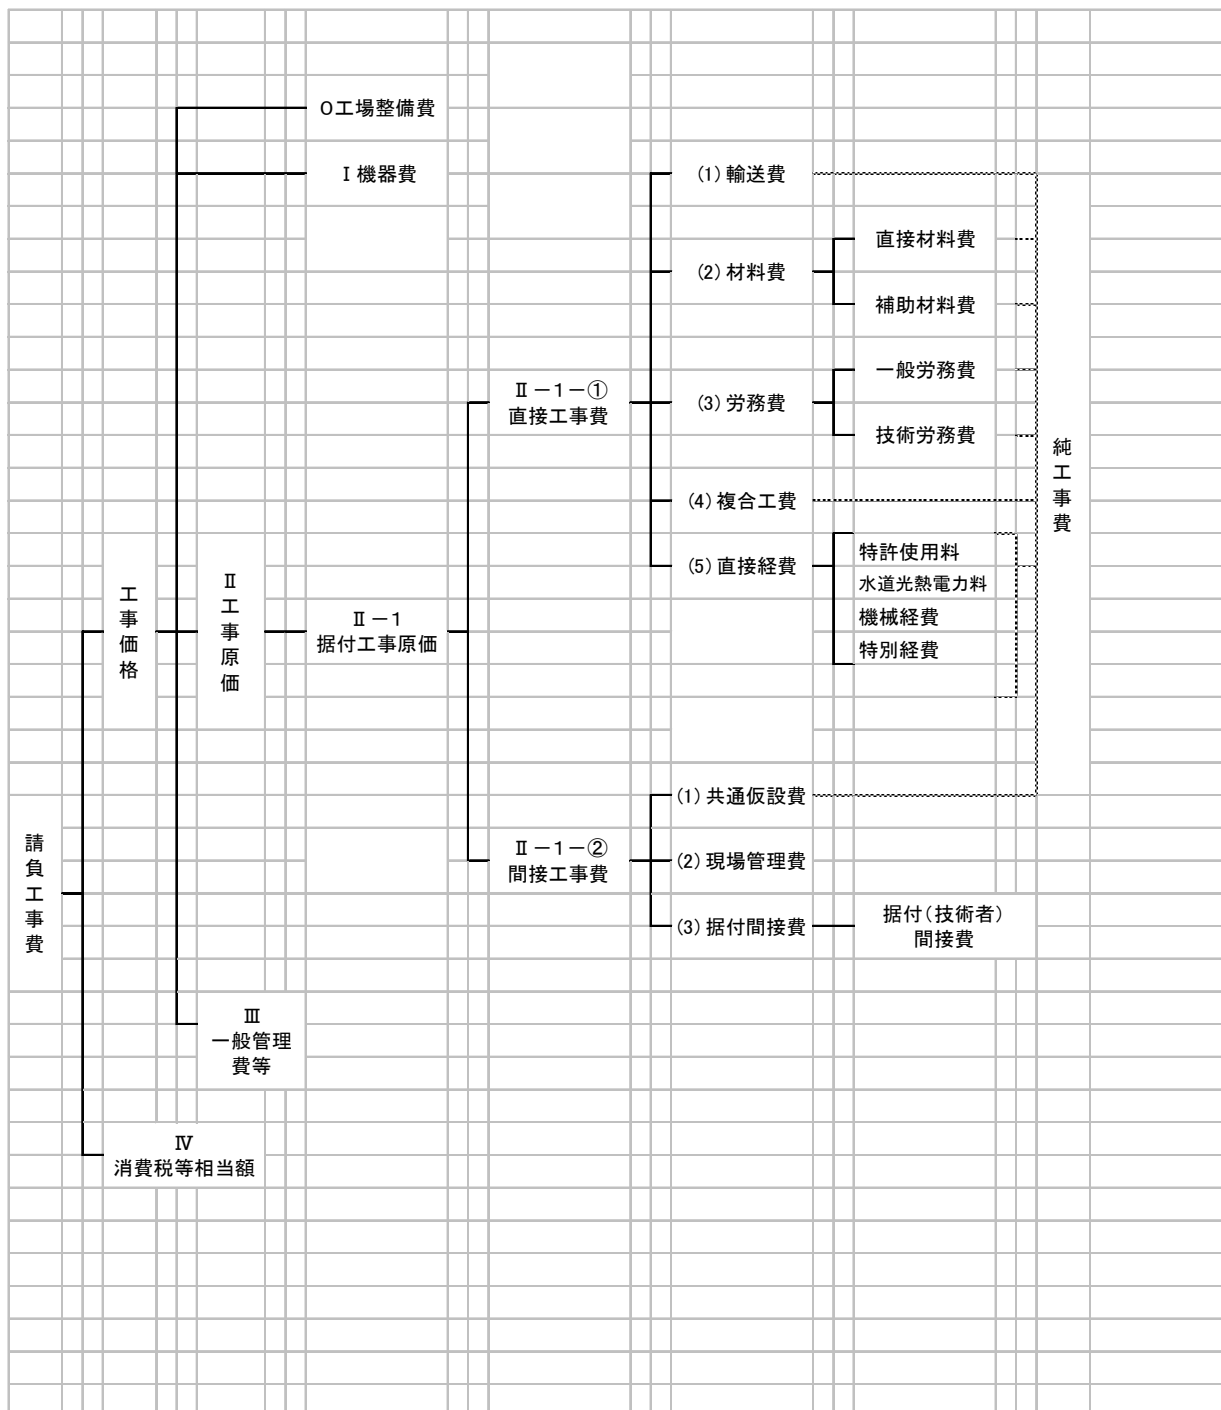 O工場整備費
Ⅰ機器費
(1)輸送費
直接材料費
(2)材料費
補助材料費
一般労務費
Ⅱ－1－①
直接工事費
(3)労務費
技術労務費
純工事費
(4)複合工費
(5)直接経費
特許使用料
水道光熱電力料
機械経費
特別経費
工事価格
Ⅱ工事原価
Ⅱ－1
据付工事原価
(1)共通仮設費
請負工事費
Ⅱ－1－②
間接工事費
(2)現場管理費
(3)据付間接費
据付(技術者)
間接費
Ⅲ
一般管理
費等
Ⅳ
消費税等相当額